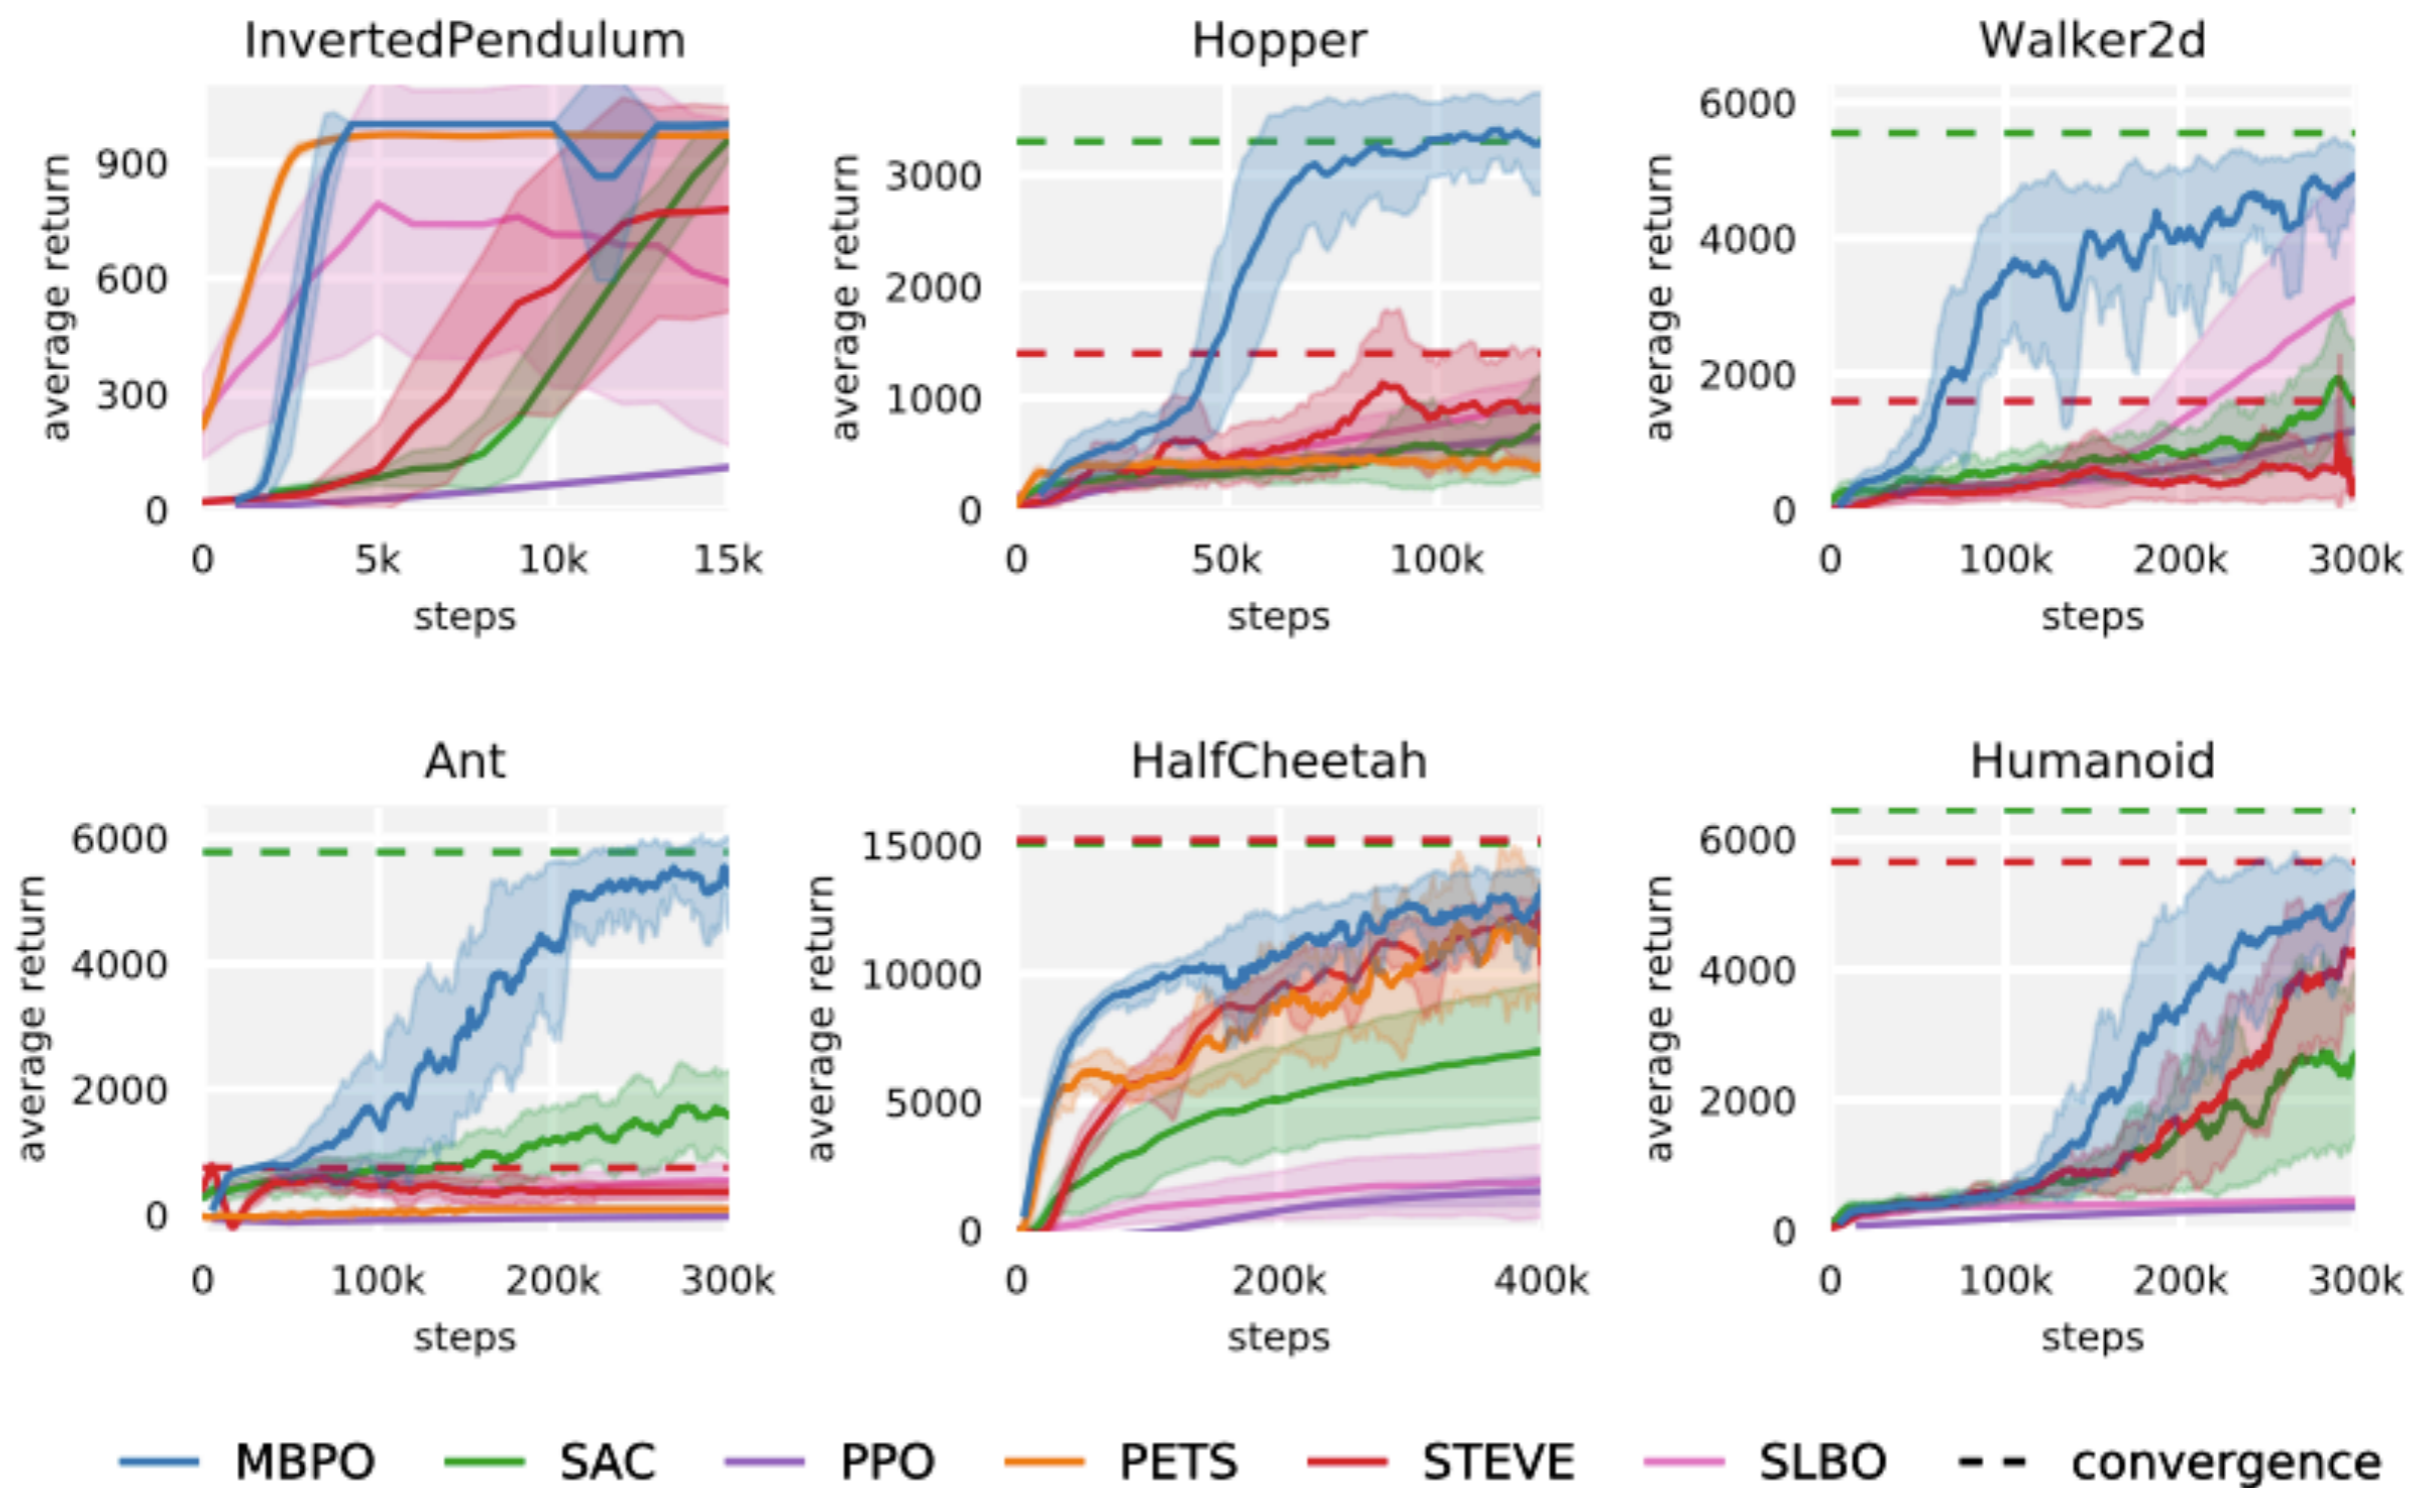 InvertedPendulum
Hopper
Walker2d
average return
900
600
300
0
0 5k 10k 15k
steps
average return
3000
2000
1000
0
0 50k 100k
steps
average return
6000
4000
2000
0
0 100k 200k 300k
steps
Ant
HalfCheetah
Humanoid
average return
6000
4000
2000
0
0 100k 200k 300k
steps
average return
15000
10000
5000
0
0 200k 400k
steps
average return
6000
4000
2000
0
0 100k 200k 300k
steps
MBPO SAC PPO PETS STEVE SLBO convergence